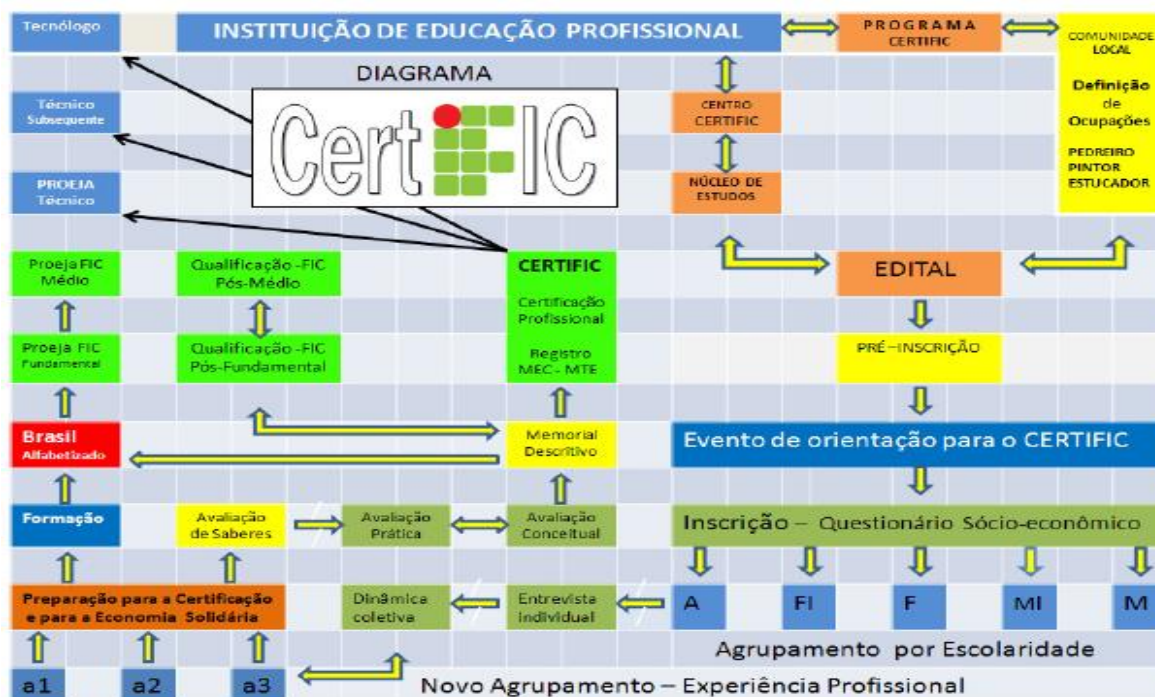 Tecnólogo
INSTITUIÇÃO DE EDUCAÇÃO PROFISSIONAL
PROGRAMA
CERTIFIC
COMUNIDADE
LOCAL
Definição
de
Ocupações
PEDREIRO
PINTOR
ESTUCADOR
DIAGRAMA
CertIFIC
Técnico
Subsequente
CENTRO
CERTIFIC
PROEJA
Técnico
NÚCLEO DE
ESTUDOS
Proeja FIC
Médio
Qualificação -FIC
Pós-Médio
CERTIFIC
Certificação
Profissional
Registro
MEC - MTE
EDITAL
Proeja FIC
Fundamental
Qualificação -FIC
Pós-Fundamental
PRÉ-INSCRIÇÃO
Brasil
Alfabetizado
Memorial
Descritivo
Evento de orientação para o CERTIFIC
Formação
Avaliação
de Saberes
Avaliação
Prática
Avaliação
Conceitual
Inscrição – Questionário Sócio-econômico
Preparação para a Certificação
e para a Economia Solidária
Dinâmica
coletiva
Entrevista
individual
A
FI
F
MI
M
Agrupamento por Escolaridade
a1
a2
a3
Novo Agrupamento – Experiência Profissional